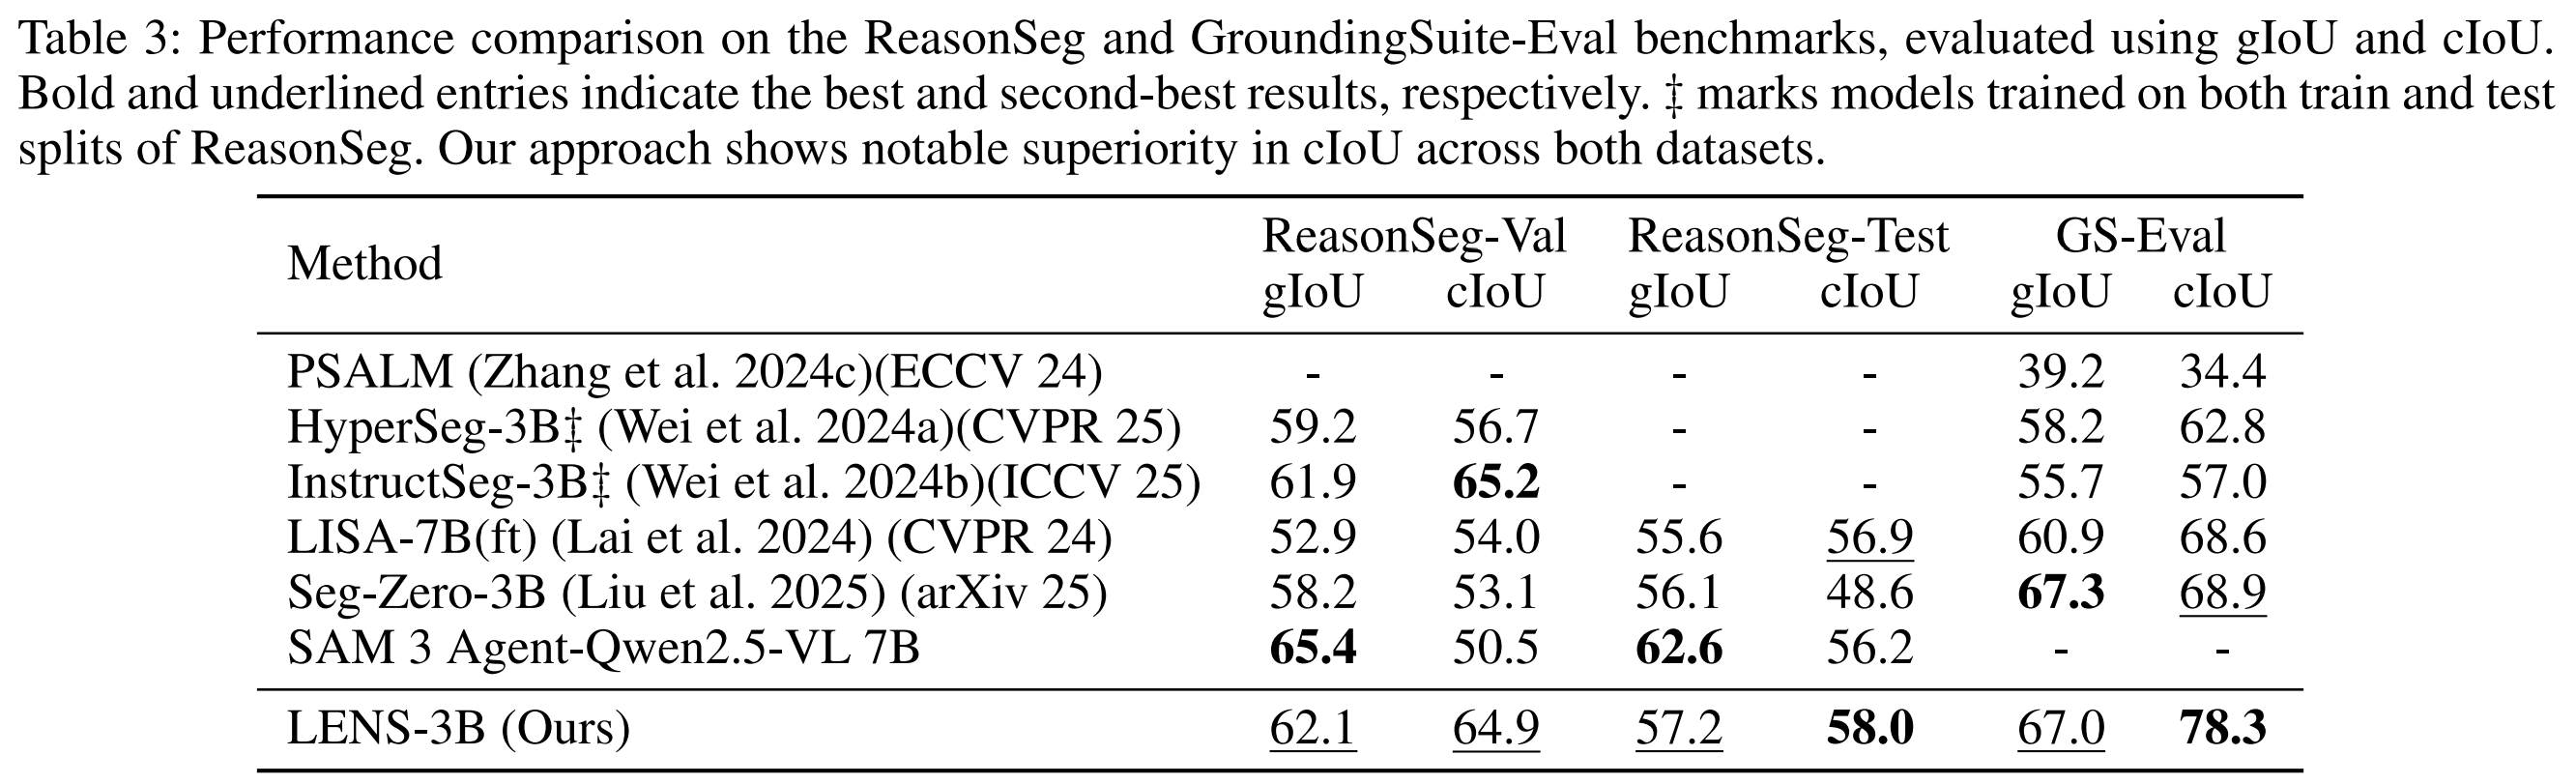 Table 3: Performance comparison on the ReasonSeg and GroundingSuite-Eval benchmarks, evaluated using gIoU and cIoU.
Bold and underlined entries indicate the best and second-best results, respectively. ‡ marks models trained on both train and test
splits of ReasonSeg. Our approach shows notable superiority in cIoU across both datasets.
Method ReasonSeg-Val ReasonSeg-Test GS-Eval
gIoU cIoU gIoU cIoU gIoU cIoU
PSALM (Zhang et al. 2024c)(ECCV 24) - - - - 39.2 34.4
HyperSeg-3B‡ (Wei et al. 2024a)(CVPR 25) 59.2 56.7 - - 58.2 62.8
InstructSeg-3B‡ (Wei et al. 2024b)(ICCV 25) 61.9 65.2 - - 55.7 57.0
LISA-7B(ft) (Lai et al. 2024) (CVPR 24) 52.9 54.0 55.6 56.9 60.9 68.6
Seg-Zero-3B (Liu et al. 2025) (arXiv 25) 58.2 53.1 56.1 48.6 67.3 68.9
SAM 3 Agent-Qwen2.5-VL 7B 65.4 50.5 62.6 56.2 - -
LENS-3B (Ours) 62.1 64.9 57.2 58.0 67.0 78.3